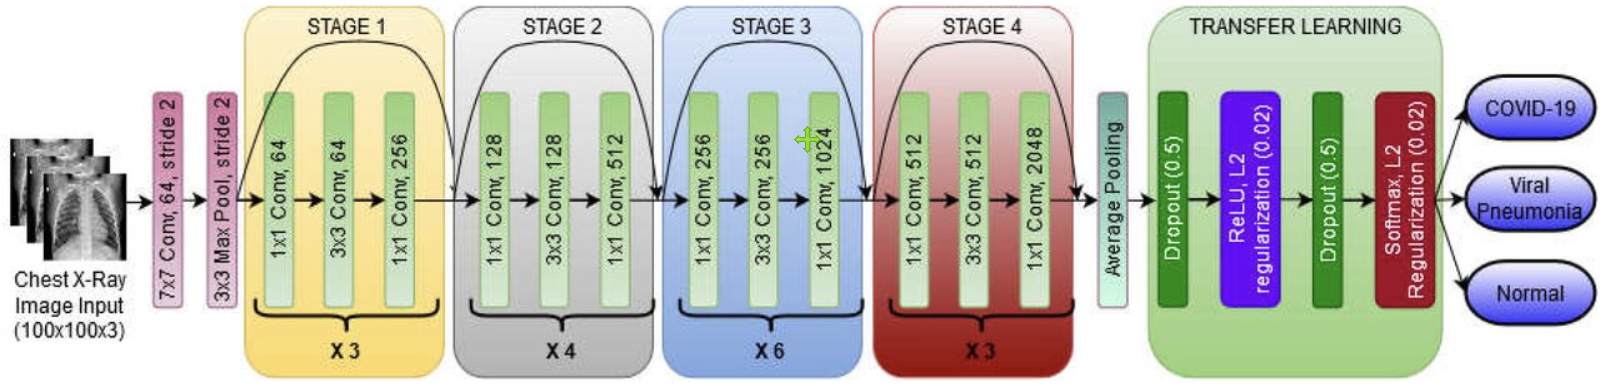 Chest X-Ray
Image Input
(100x100x3)
7x7 Conv, 64, stride 2
3x3 Max Pool, stride 2
STAGE 1
1x1 Conv, 64
3x3 Conv, 64
1x1 Conv, 256
X 3
STAGE 2
1x1 Conv, 128
3x3 Conv, 128
1x1 Conv, 512
X 4
STAGE 3
1x1 Conv, 256
3x3 Conv, 256
1x1 Conv, 1024
X 6
STAGE 4
1x1 Conv, 512
3x3 Conv, 512
1x1 Conv, 2048
X 3
Average Pooling
TRANSFER LEARNING
Dropout (0.5)
ReLU, L2
regularization (0.02)
Dropout (0.5)
Softmax, L2
Regularization (0.02)
COVID-19
Viral
Pneumonia
Normal